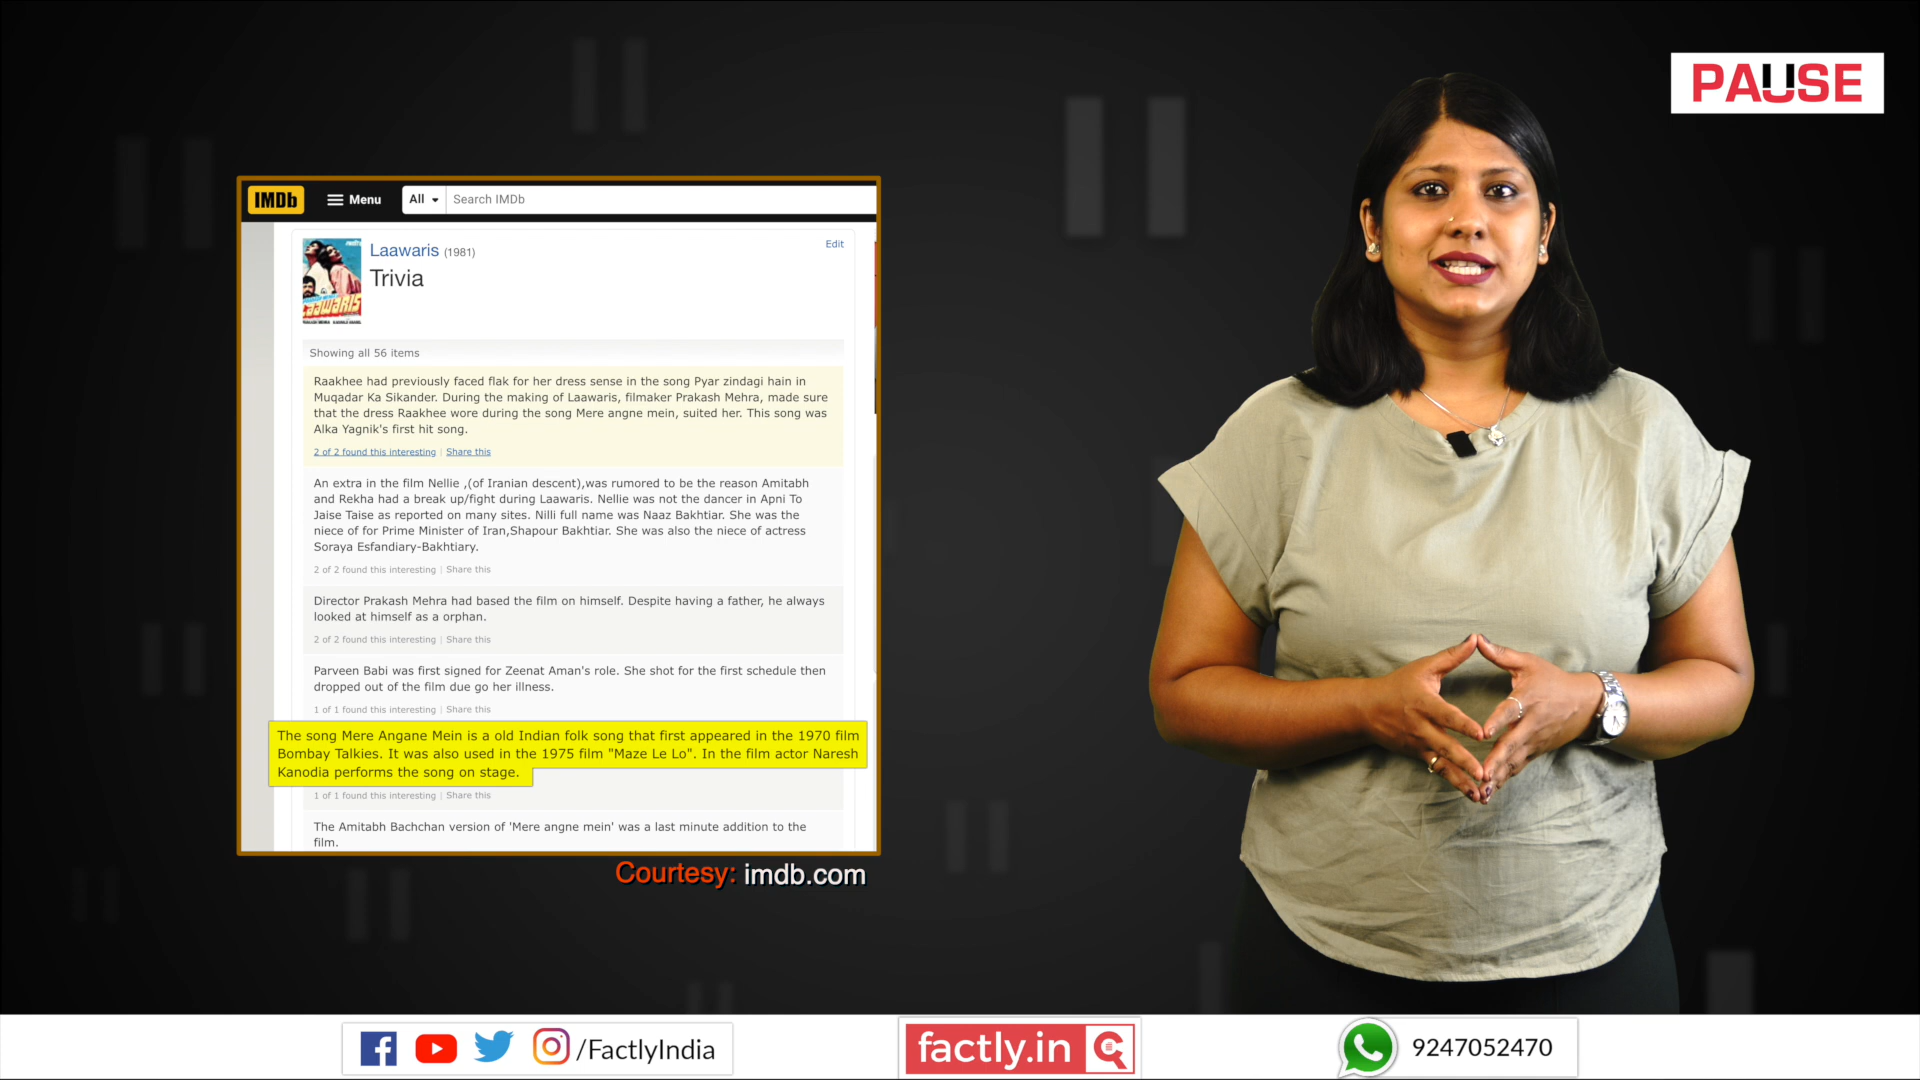 PAUSE
IMDb Menu All Search IMDb
Laawaris (1981) Edit
Trivia
Showing all 56 items
Raakhee had previously faced flak for her dress sense in the song Pyar zindagi hain in
Muqadar Ka Sikander. During the making of Laawaris, filmaker Prakash Mehra, made sure
that the dress Raakhee wore during the song Mere angne mein, suited her. This song was
Alka Yagnik's first hit song.
2 of 2 found this interesting | Share this
An extra in the film Nellie ,(of Iranian descent),was rumored to be the reason Amitabh
and Rekha had a break up/fight during Laawaris. Nellie was not the dancer in Apni To
Jaise Taise as reported on many sites. Nilli full name was Naaz Bakhtiar. She was the
niece of for Prime Minister of Iran,Shapour Bakhtiar. She was also the niece of actress
Soraya Esfandiary-Bakhtiary.
2 of 2 found this interesting | Share this
Director Prakash Mehra had based the film on himself. Despite having a father, he always
looked at himself as a orphan.
2 of 2 found this interesting | Share this
Parveen Babi was first signed for Zeenat Aman's role. She shot for the first schedule then
dropped out of the film due go her illness.
1 of 1 found this interesting | Share this
The song Mere Angane Mein is a old Indian folk song that first appeared in the 1970 film
Bombay Talkies. It was also used in the 1975 film "Maze Le Lo". In the film actor Naresh
Kanodia performs the song on stage.
1 of 1 found this interesting | Share this
The Amitabh Bachchan version of 'Mere angne mein' was a last minute addition to the
film.
Courtesy: imdb.com
/FactlyIndia
factly.in
9247052470